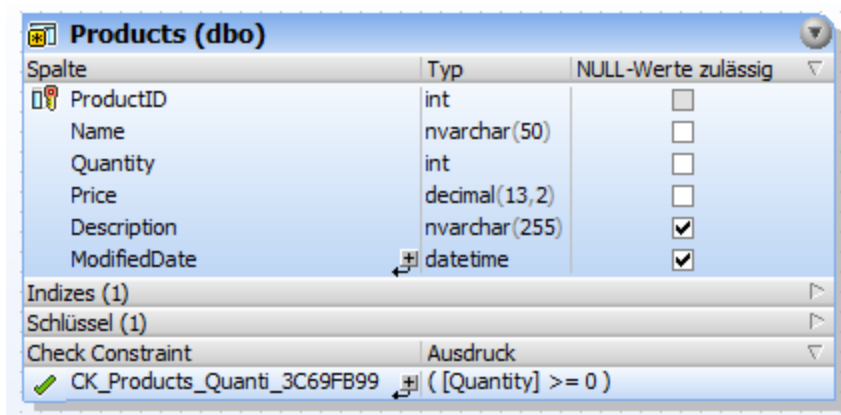 Products (dbo)
Spalte Typ NULL-Werte zulässig
ProductID int
Name nvarchar(50)
Quantity int
Price decimal(13,2)
Description nvarchar(255)
ModifiedDate datetime
Indizes (1)
Schlüssel (1)
Check Constraint Ausdruck
CK_Products_Quanti_3C69FB99 ( [Quantity] >= 0 )